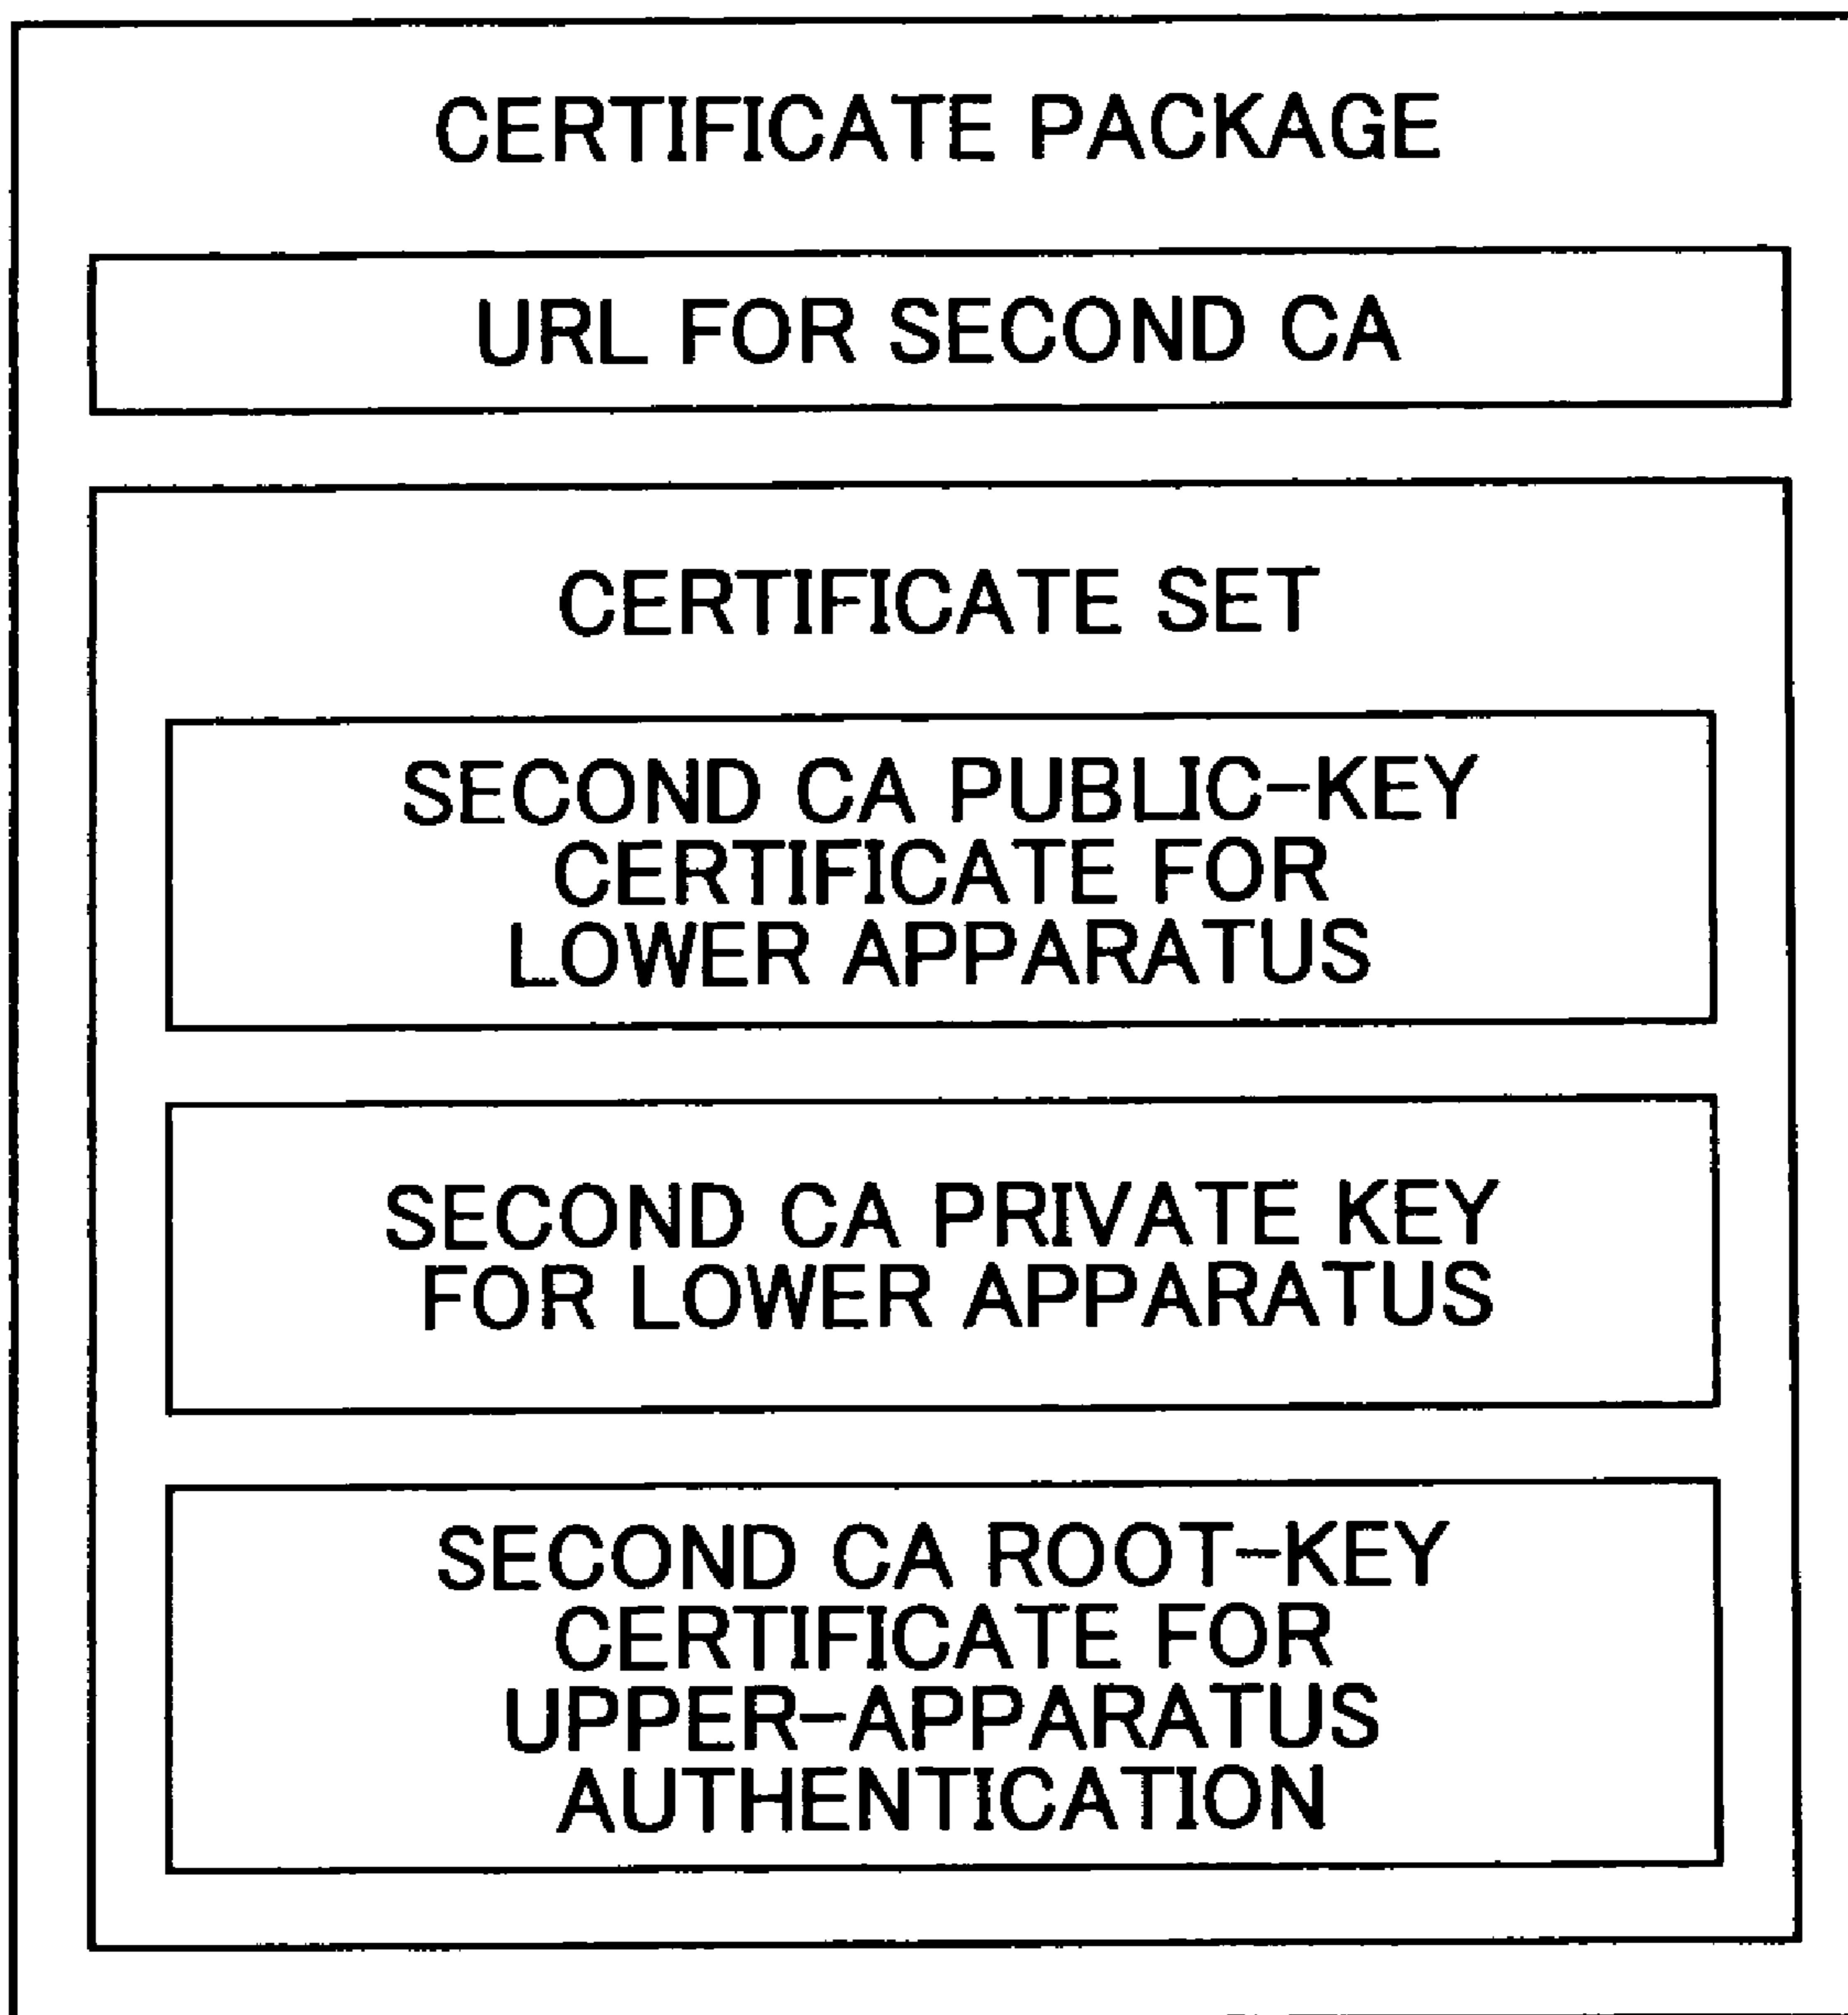 CERTIFICATE PACKAGE
URL FOR SECOND CA
CERTIFICATE SET
SECOND CA PUBLIC-KEY
CERTIFICATE FOR
LOWER APPARATUS
SECOND CA PRIVATE KEY
FOR LOWER APPARATUS
SECOND CA ROOT-KEY
CERTIFICATE FOR
UPPER-APPARATUS
AUTHENTICATION